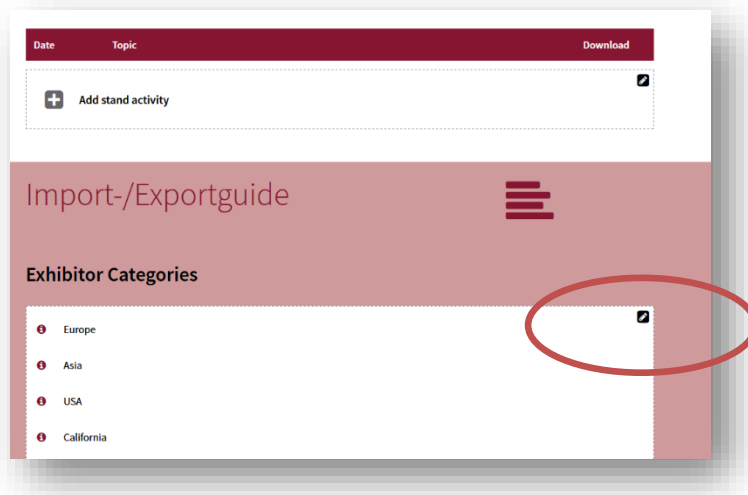 Date Topic Download
Add stand activity
Import-/Exportguide
Exhibitor Categories
Europe
Asia
USA
California